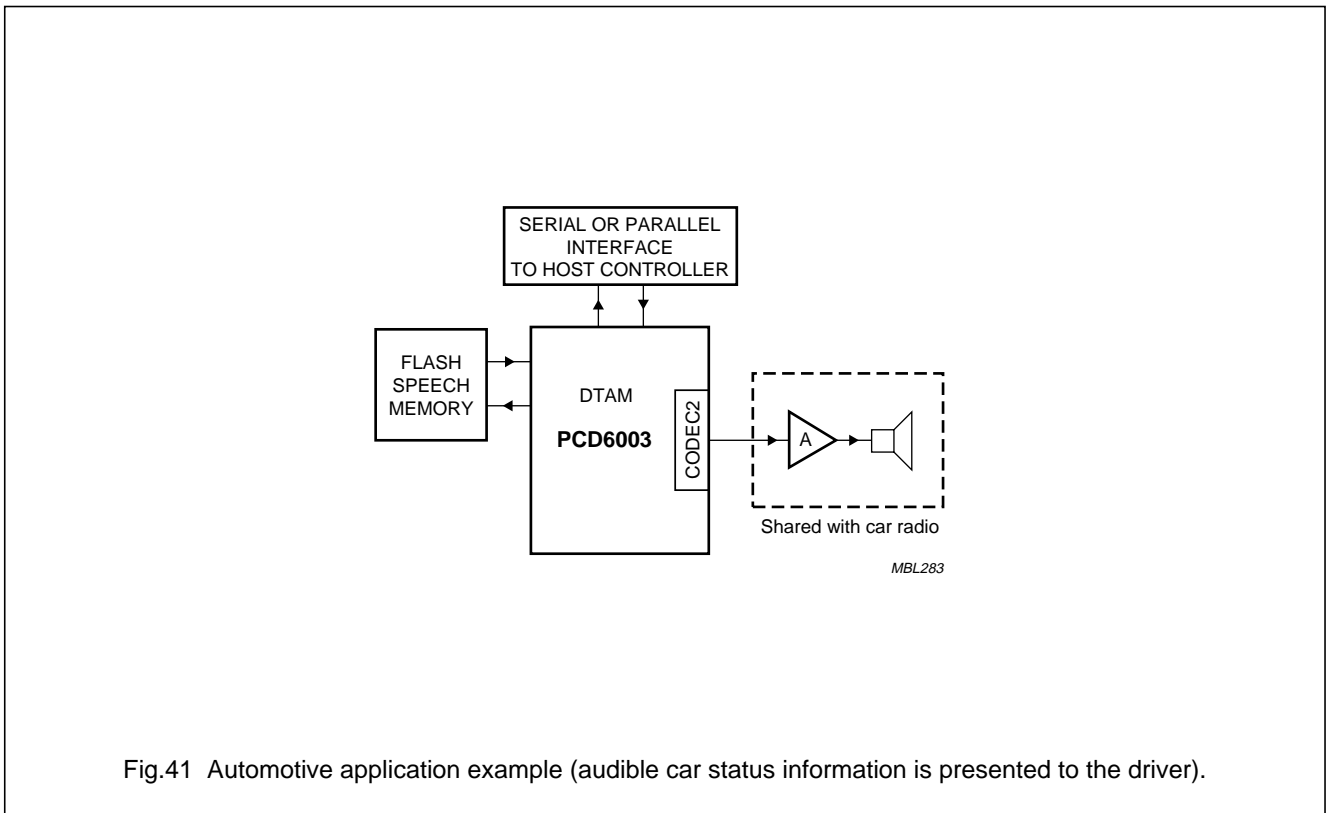 SERIAL OR PARALLEL
INTERFACE
TO HOST CONTROLLER
FLASH
SPEECH
MEMORY
DTAM
PCD6003
CODEC2
A
Shared with car radio
MBL283
Fig.41 Automotive application example (audible car status information is presented to the driver).